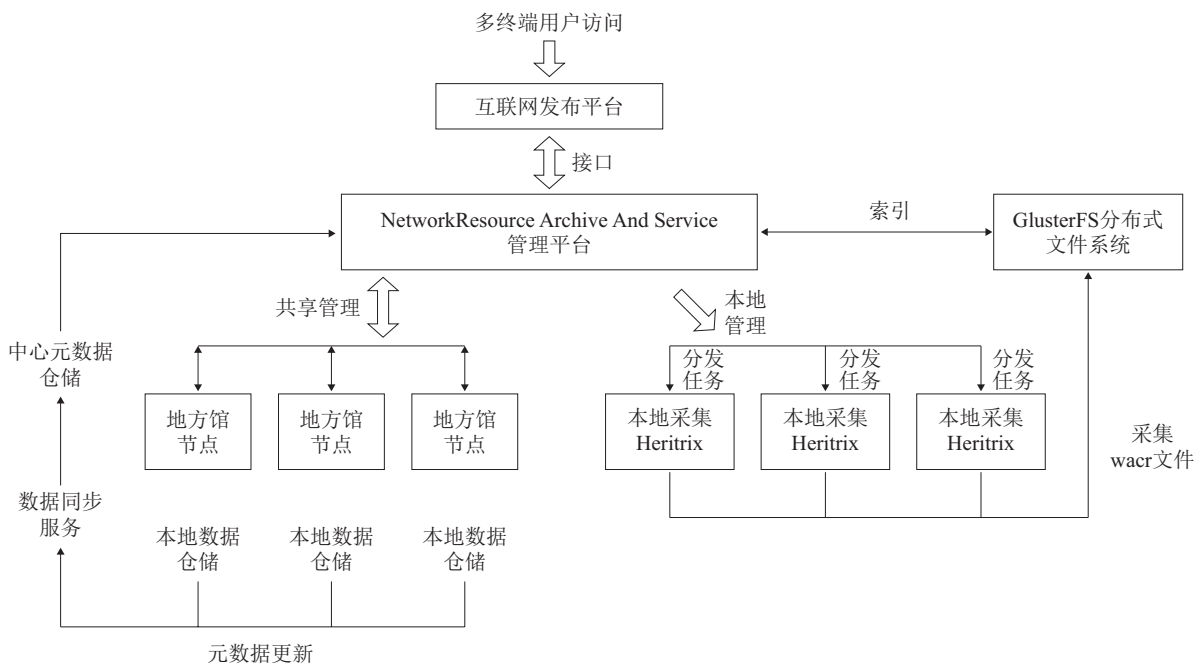 多终端用户访问
互联网发布平台
接口
NetworkResource Archive And Service
管理平台
索引
GlusterFS分布式
文件系统
共享管理
本地
管理
中心元数据
仓储
分发
任务
分发
任务
分发
任务
地方馆
节点
地方馆
节点
地方馆
节点
本地采集
Heritrix
本地采集
Heritrix
本地采集
Heritrix
采集
wacr文件
数据同步
服务
本地数据
仓储
本地数据
仓储
本地数据
仓储
元数据更新